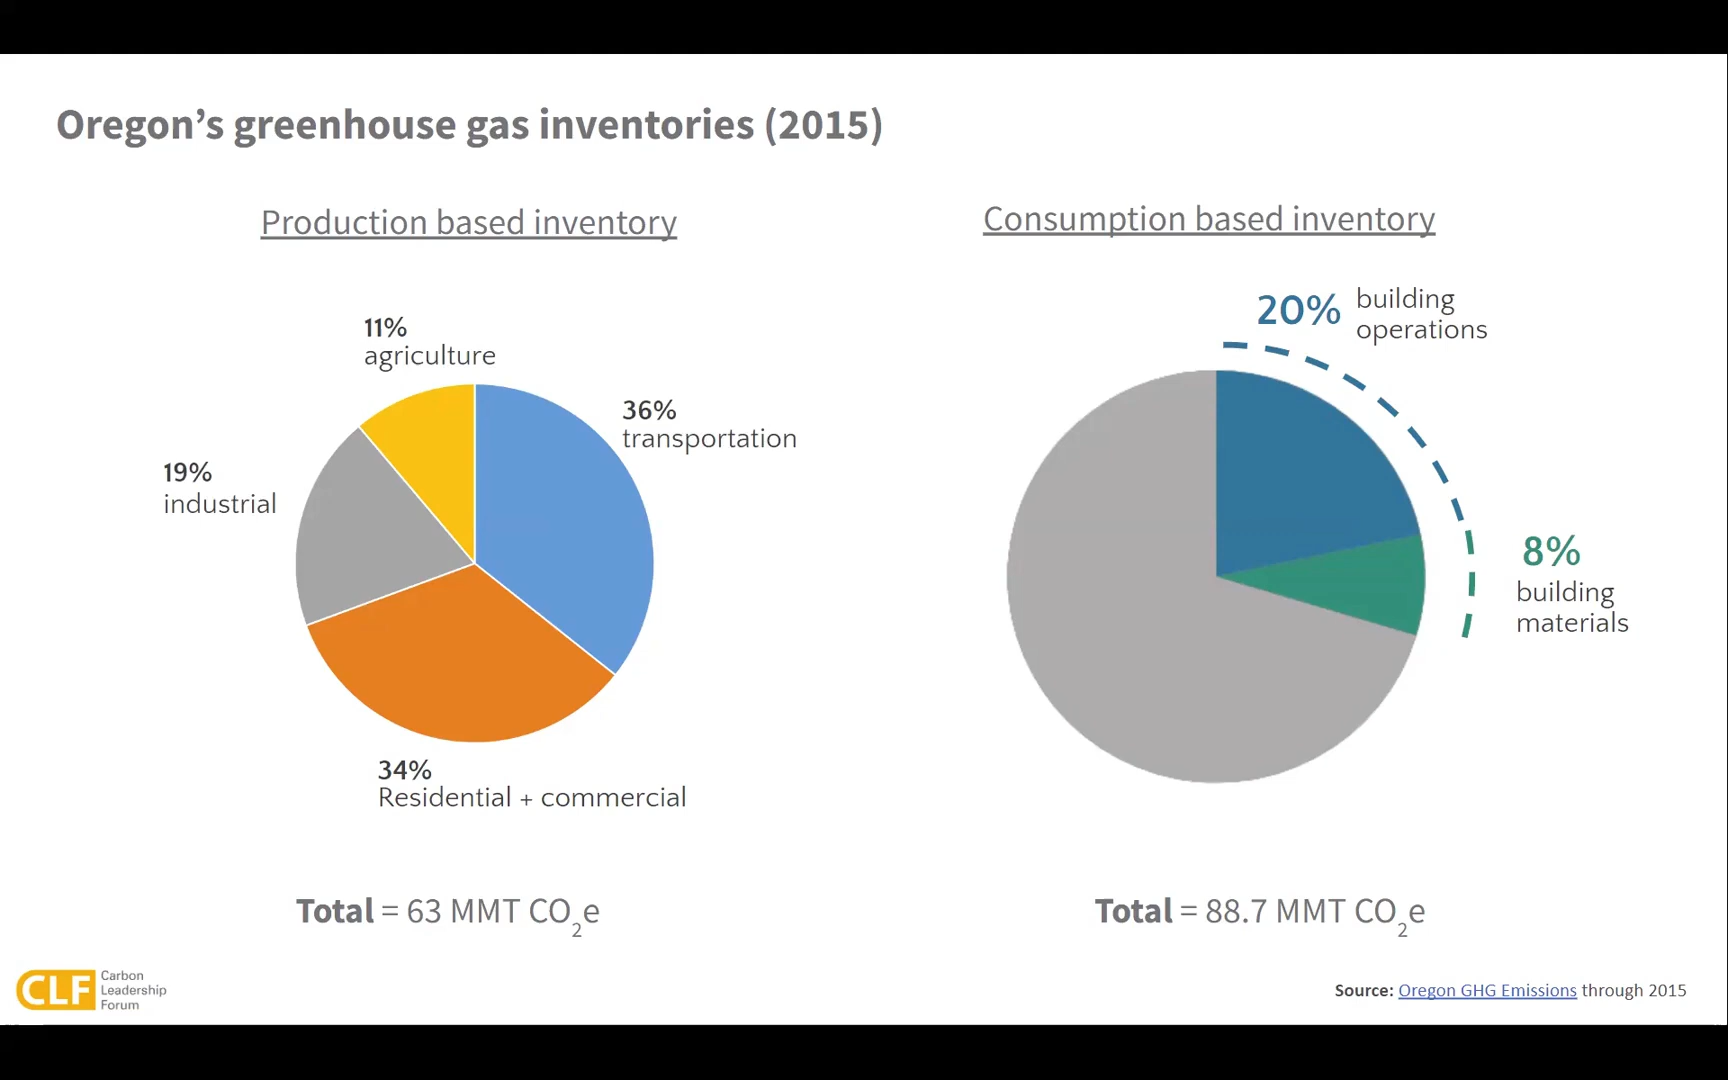 Oregon’s greenhouse gas inventories (2015)
Production based inventory
11%
agriculture
36%
transportation
19%
industrial
34%
Residential + commercial
Total = 63 MMT CO2e
Consumption based inventory
20%
building
operations
8%
building
materials
Total = 88.7 MMT CO2e
CLF
Carbon
Leadership
Forum
Source: Oregon GHG Emissions through 2015